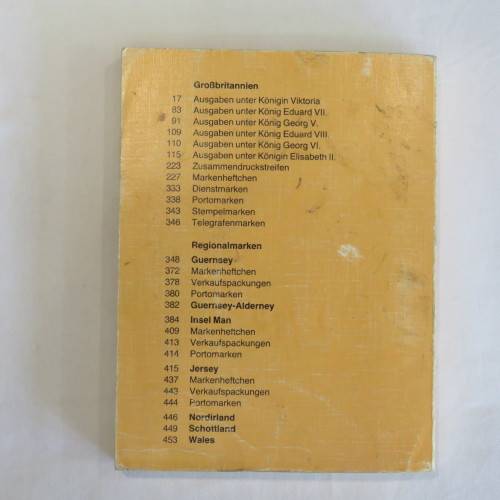 Großbritannien
17 Ausgaben unter Königin Viktoria
83 Ausgaben unter König Eduard VII.
91 Ausgaben unter König Georg V.
109 Ausgaben unter König Eduard VIII.
110 Ausgaben unter König Georg VI.
115 Ausgaben unter Königin Elisabeth II.
223 Zusammendruckstreifen
227 Markenheftchen
333 Dienstmarken
338 Portomarken
343 Stempelmarken
346 Telegrafenmarken
Regionalmarken
348 Guernsey
372 Markenheftchen
378 Verkaufspackungen
380 Portomarken
382 Guernsey-Alderney
384 Insel Man
409 Markenheftchen
413 Verkaufspackungen
414 Portomarken
415 Jersey
437 Markenheftchen
443 Verkaufspackungen
444 Portomarken
446 Nordirland
449 Schottland
453 Wales